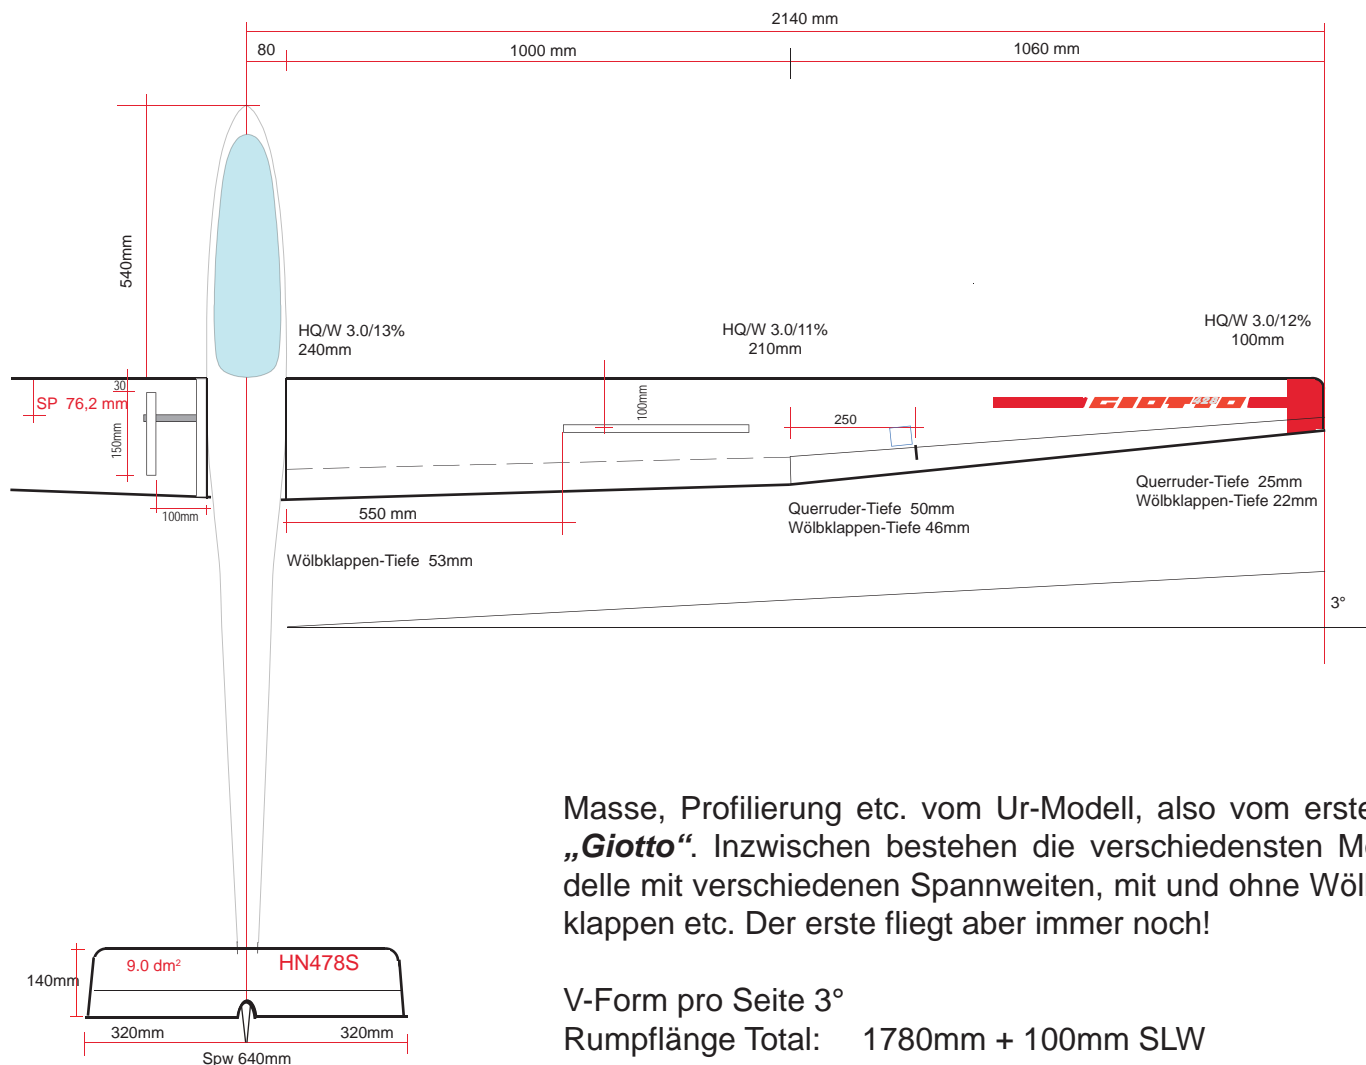 2140 mm
80
1000 mm
1060 mm
540mm
HQ/W 3.0/13%
240mm
HQ/W 3.0/11%
210mm
HQ/W 3.0/12%
100mm
30
SP 76,2 mm
150mm
100mm
100mm
250
GIOTTO
550 mm
Querruder-Tiefe 50mm
Wölbklappen-Tiefe 46mm
Querruder-Tiefe 25mm
Wölbklappen-Tiefe 22mm
Wölbklappen-Tiefe 53mm
3°
Masse, Profilierung etc. vom Ur-Modell, also vom erste
„Giotto“. Inzwischen bestehen die verschiedensten Mo
delle mit verschiedenen Spannweiten, mit und ohne Wöl
klappen etc. Der erste fliegt aber immer noch!
V-Form pro Seite 3°
Rumpflänge Total: 1780mm + 100mm SLW
9.0 dm²
HN478S
140mm
320mm
320mm
Spw 640mm